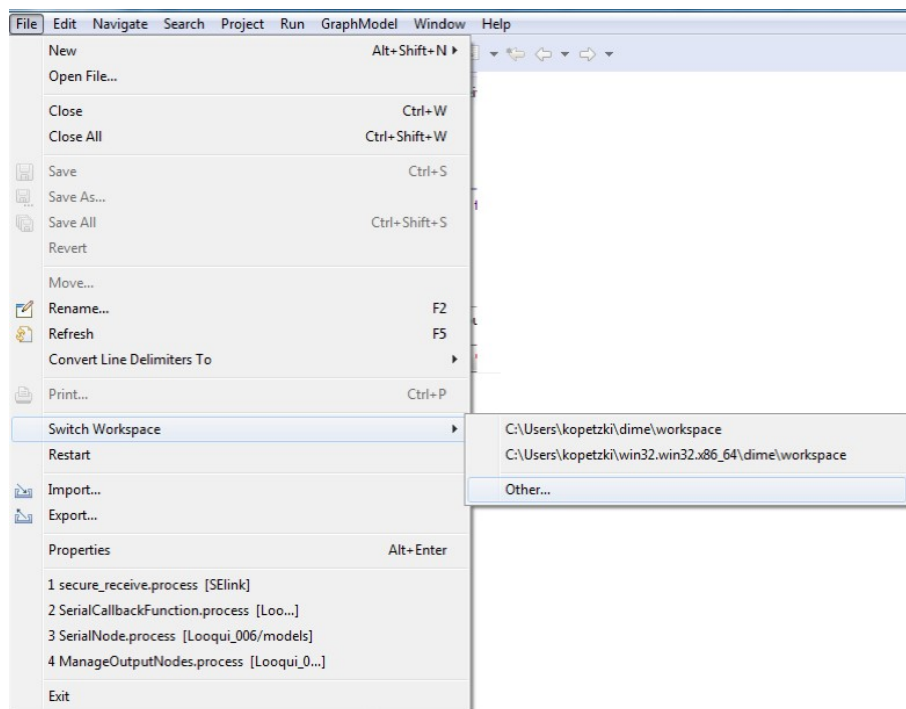 File Edit Navigate Search Project Run GraphModel Window Help
New Alt+Shift+N
Open File...
Close Ctrl+W
Close All Ctrl+Shift+W
Save Ctrl+S
Save As...
Save All Ctrl+Shift+S
Revert
Move...
Rename... F2
Refresh F5
Convert Line Delimiters To
Print... Ctrl+P
Switch Workspace
Restart
Import...
Export...
Properties Alt+Enter
1 secure_receive.process [SElink]
2 SerialCallbackFunction.process [Loo...]
3 SerialNode.process [Looqui_006/models]
4 ManageOutputNodes.process [Looqui_0...]
Exit
C:\Users\kopetzki\dime\workspace
C:\Users\kopetzki\win32.win32.x86_64\dime\workspace
Other...